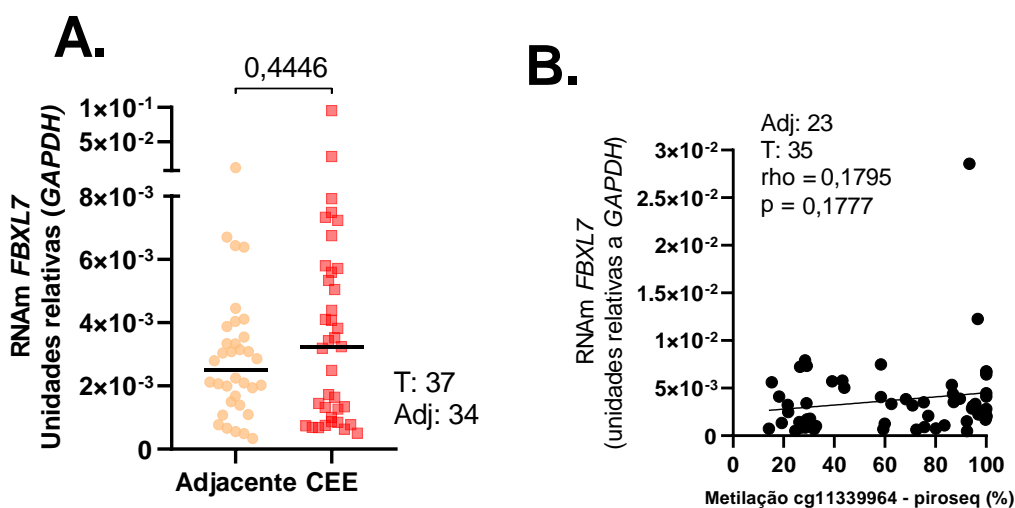 A.
0,4446
RNAm FBXL7
Unidades relativas (GAPDH)
1×10⁻¹
5×10⁻²
8×10⁻³
6×10⁻³
4×10⁻³
2×10⁻³
0
Adjacente CEE
T: 37
Adj: 34
B.
Adj: 23
T: 35
rho = 0,1795
p = 0,1777
RNAm FBXL7
(unidades relativas a GAPDH)
3×10⁻²
2.5×10⁻²
2×10⁻²
1.5×10⁻²
1×10⁻²
5×10⁻³
0
0 20 40 60 80 100
Metilação cg11339964 - piroseq (%)